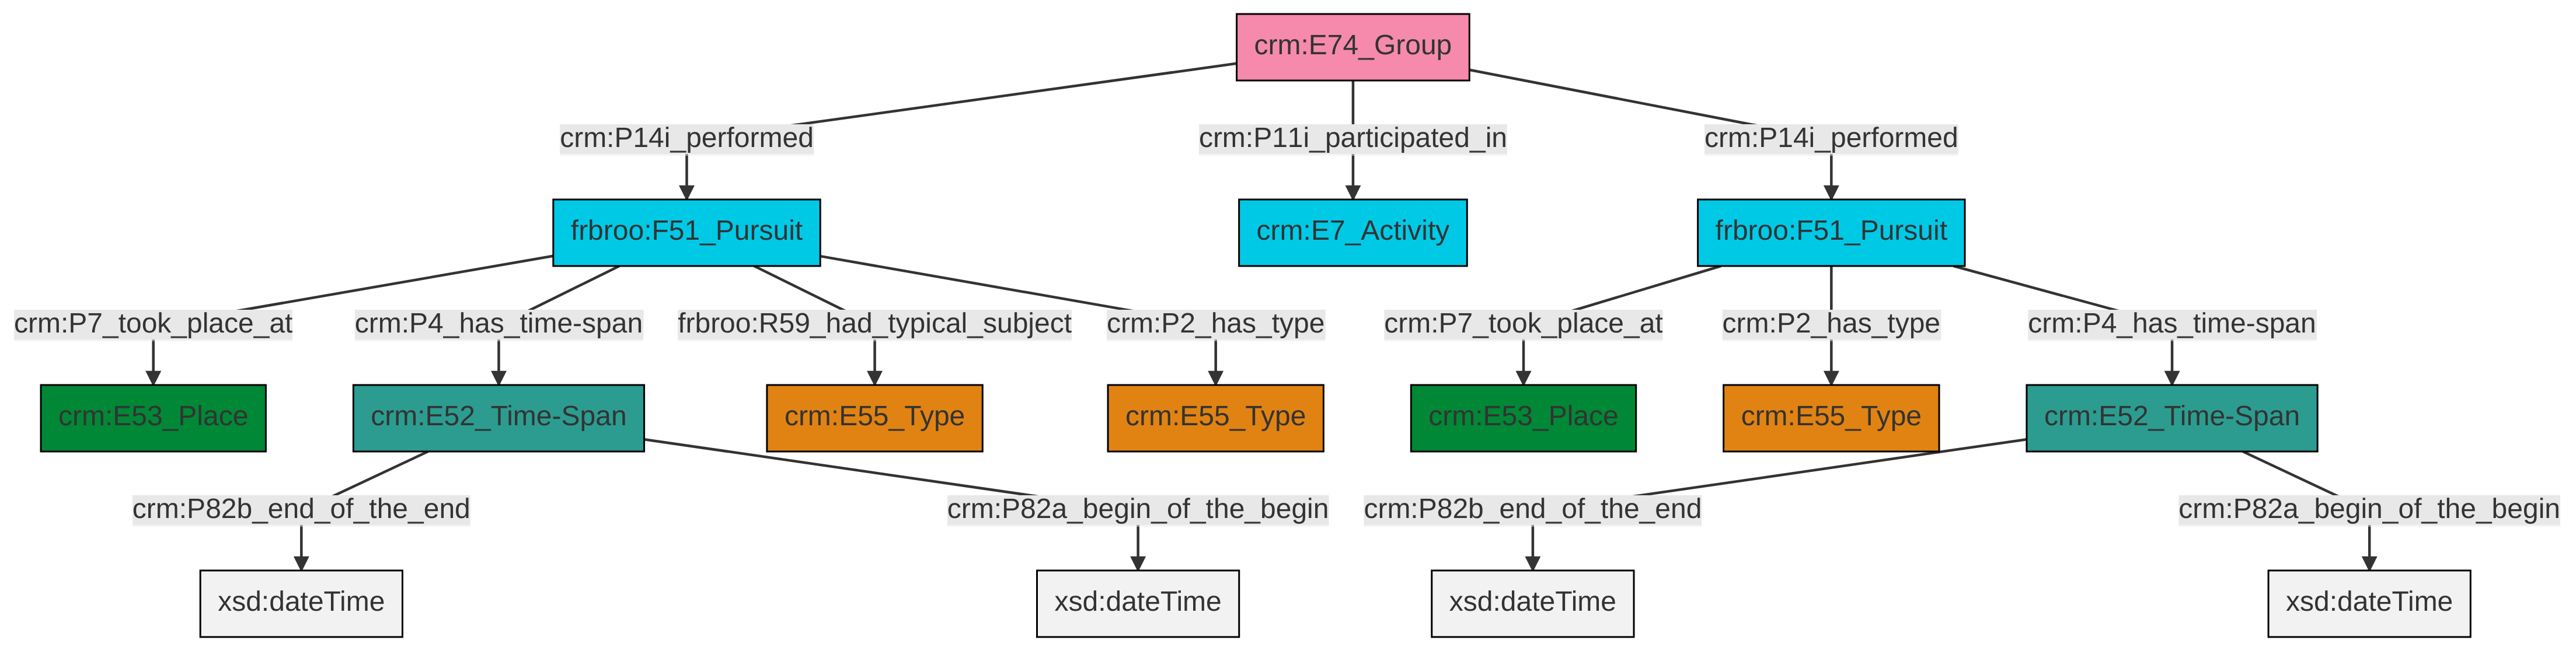 crm:E74_Group
crm:P14i_performed
crm:P11i_participated_in
crm:P14i_performed
frbroo:F51_Pursuit
crm:E7_Activity
frbroo:F51_Pursuit
crm:P7_took_place_at
crm:P4_has_time-span
frbroo:R59_had_typical_subject
crm:P2_has_type
crm:P7_took_place_at
crm:P2_has_type
crm:P4_has_time-span
crm:E53_Place
crm:E52_Time-Span
crm:E55_Type
crm:E55_Type
crm:E53_Place
crm:E55_Type
crm:E52_Time-Span
crm:P82b_end_of_the_end
crm:P82a_begin_of_the_begin
crm:P82b_end_of_the_end
crm:P82a_begin_of_the_begin
xsd:dateTime
xsd:dateTime
xsd:dateTime
xsd:dateTime